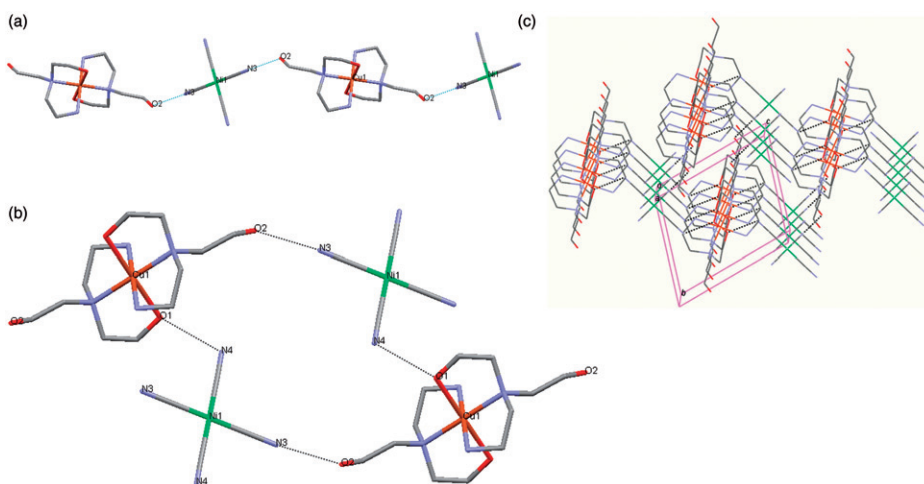 (a)
O2 N3 Ni1 N3 O2 Cu1 O2 N3 Ni1
(b)
O2 N3
Cu1 Ni1
O2 O1
N4 N4
N3 O1 O2
Ni1 Cu1
N3
O2
N4
(c)
c
a
b